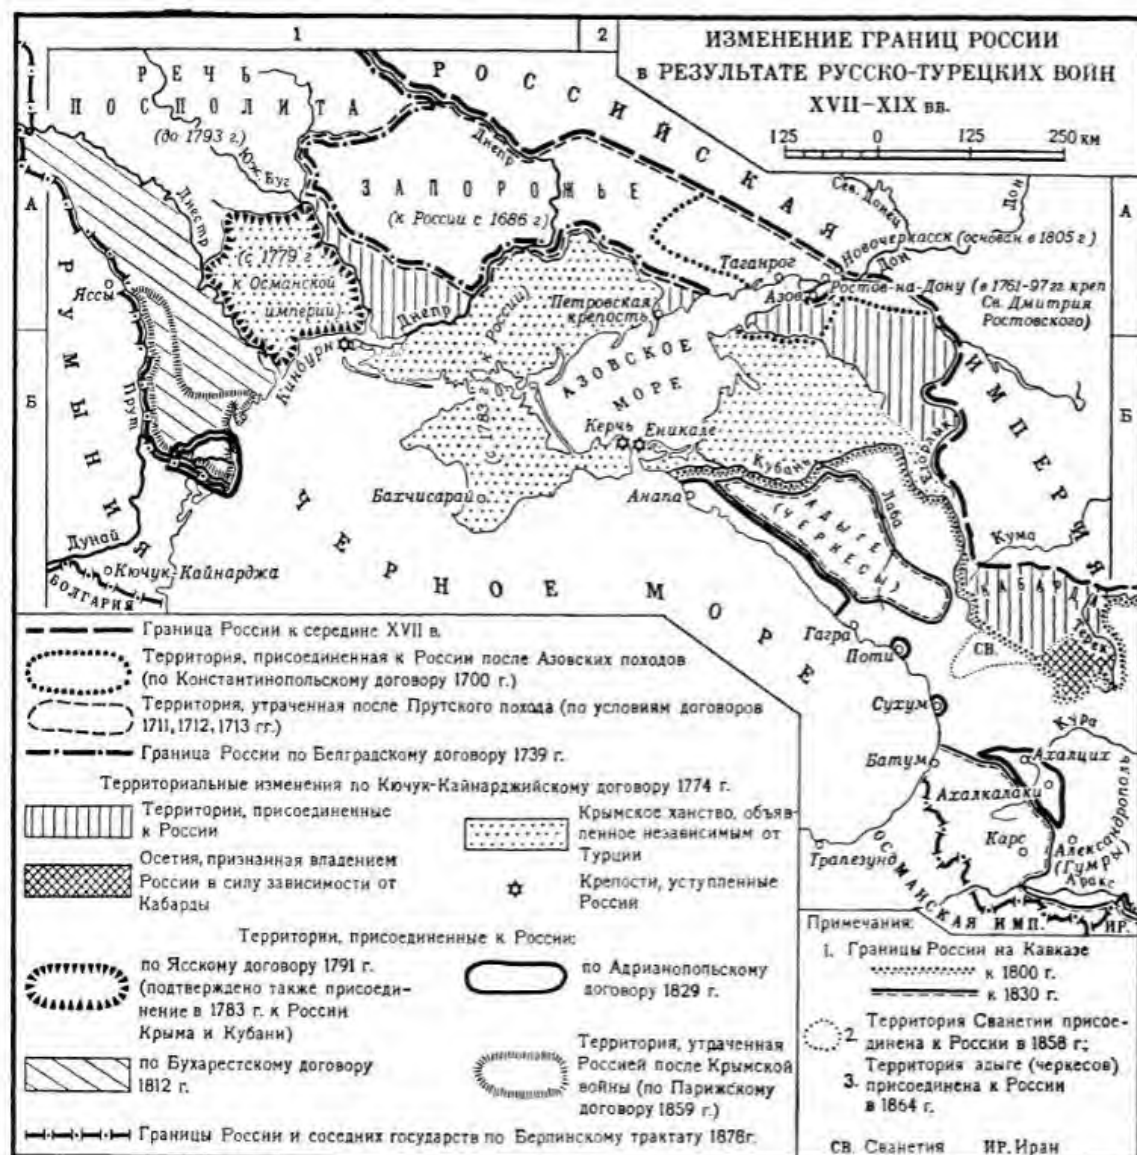 1
2
ИЗМЕНЕНИЕ ГРАНИЦ РОССИИ
в РЕЗУЛЬТАТЕ РУССКО-ТУРЕЦКИХ ВОЙН
XVII—XIX вв.
125 0 125 250 км
РЕЧЬ
ПОСПОЛИТА
(до 1793 г.)
РОССИЙСКАЯ
ИМПЕРИЯ
Юж. Буг
Днепр
Днестр
ЗАПОРОЖЬЕ
(к России с 1686 г.)
Сев. Донец
Дон
А
А
Новочеркасск (основан в 1805 г.)
Дон
Таганрог
Азов
Ростов-на-Дону (в 1761-97 гг. креп
Св. Дмитрия
Ростовского)
(с 1779 г
к Османской
империи)
Яссы
РУМЫНИЯ
Петровская
крепость
Днепр
Кинбурн
(с 1783 г. к России)
АЗОВСКОЕ
МОРЕ
Б
Б
Прут
Керчь
Еникале
Кубань
Егорлык
Бахчисарай
Анапа
Лаба
АДЫГЕ
(ЧЕРКЕСЫ)
Кума
Дунай
Кючук-Кайнарджа
БОЛГАРИЯ
ЧЕРНОЕ МОРЕ
КАБАРДА
Терек
Гагра
СВ.
Поти
Сухум
Кура
Батум
Ахалцих
Ахалкалаки
Карс
Александрополь
(Гумры)
Аракс
Трапезунд
ОСМАНСКАЯ ИМП.
ИР.
Граница России к середине XVII в.
Территория, присоединенная к России после Азовских походов
(по Константинопольскому договору 1700 г.)
Территория, утраченная после Прутского похода (по условиям договоров
1711, 1712, 1713 гг.)
Граница России по Белградскому договору 1739 г.
Территориальные изменения по Кючук-Кайнарджийскому договору 1774 г.
Территории, присоединенные
к России
Осетия, признанная владением
России в силу зависимости от
Кабарды
Крымское ханство, объяв-
ленное независимым от
Турции
Крепости, уступленные
России
Территории, присоединенные к России:
по Ясскому договору 1791 г.
(подтверждено также присоеди-
нение в 1783 г. к России
Крыма и Кубани)
по Бухарестскому договору
1812 г.
по Адрианопольскому
договору 1829 г.
Территория, утраченная
Россией после Крымской
войны (по Парижскому
договору 1859 г.)
Границы России и соседних государств по Берлинскому трактату 1878г.
Примечания:
1. Границы России на Кавказе
к 1800 г.
к 1830 г.
2. Территория Сванетии присое-
динена к России в 1858 г;
3. Территория адыге (черкесов)
присоединена к России
в 1864 г.
СВ. Сванетия ИР. Иран